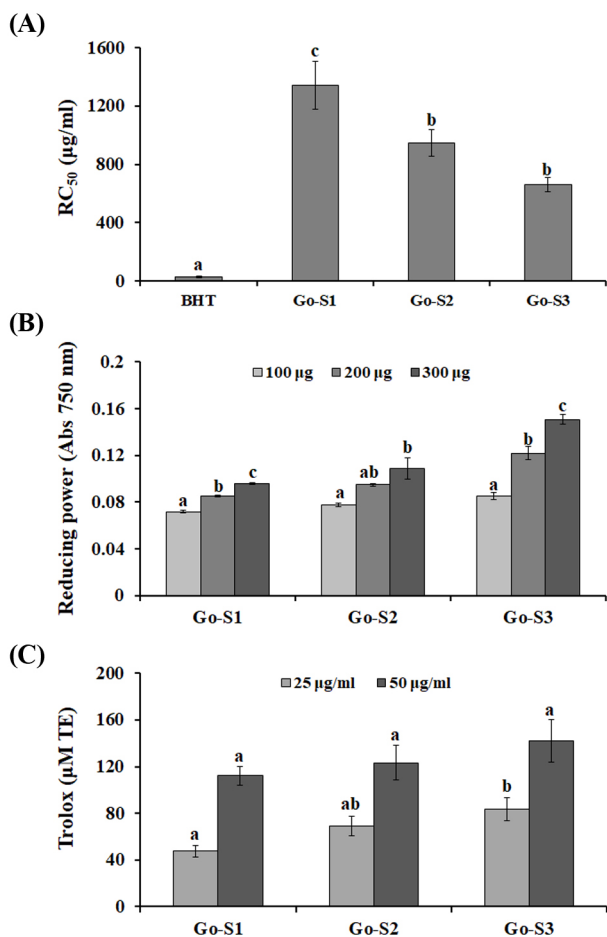 (A)
1600
1200
800
400
0
RC₅₀ (µg/ml)
a
c
b
b
BHT Go-S1 Go-S2 Go-S3
(B)
0.2
0.16
0.12
0.08
0.04
0
Reducing power (Abs 750 nm)
100 µg 200 µg 300 µg
a b c
a ab b
a b c
Go-S1 Go-S2 Go-S3
(C)
200
160
120
80
40
0
Trolox (µM TE)
25 µg/ml 50 µg/ml
a a
ab a
b a
Go-S1 Go-S2 Go-S3